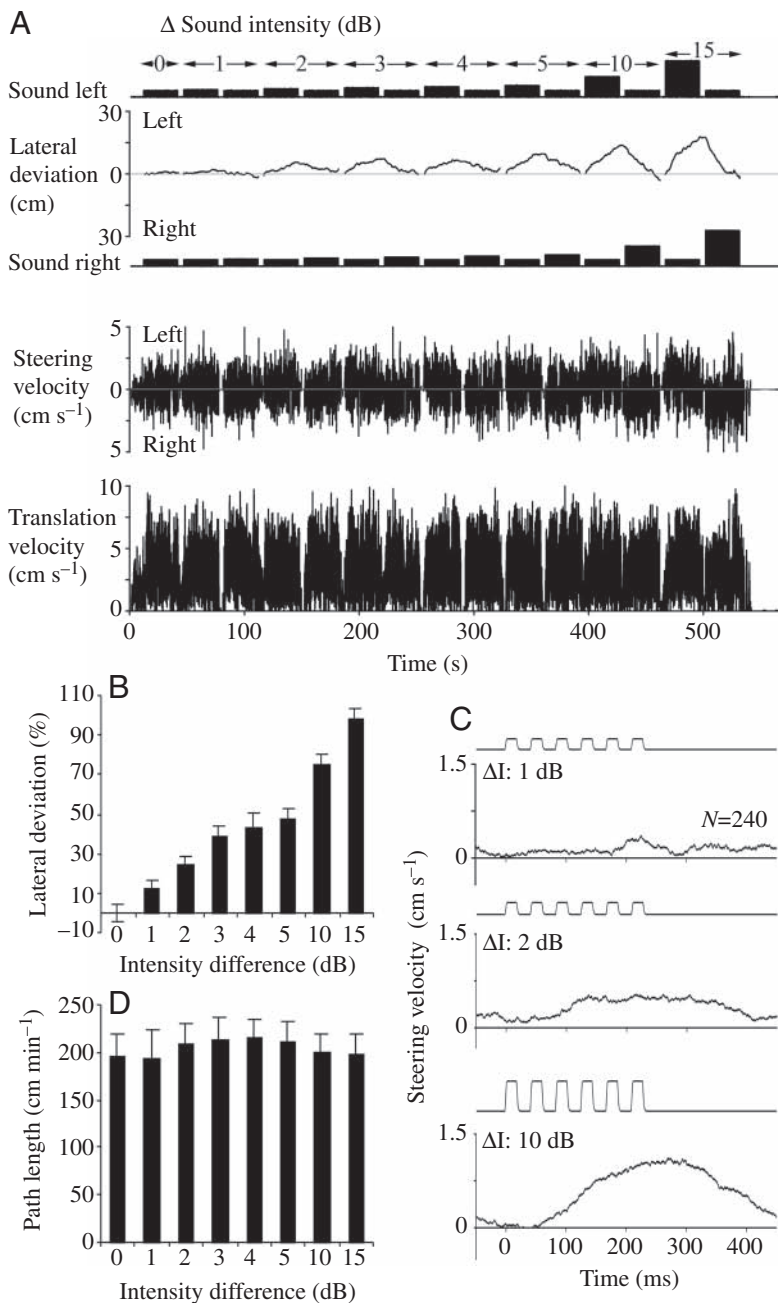 A
Δ Sound intensity (dB)
0 1 2 3 4 5 10 15
Sound left
30
Left
Lateral
deviation
(cm)
0
30
Right
Sound right
5
Left
Steering
velocity
(cm s−1)
0
5
Right
10
Translation
velocity
(cm s−1)
5
0
0 100 200 300 400 500
Time (s)
B
Lateral deviation (%)
110
90
70
50
30
10
−10
0 1 2 3 4 5 10 15
Intensity difference (dB)
D
Path length (cm min−1)
250
200
150
100
50
0
0 1 2 3 4 5 10 15
Intensity difference (dB)
C
Steering velocity (cm s−1)
1.5
ΔI: 1 dB
N=240
0
1.5
ΔI: 2 dB
0
1.5
ΔI: 10 dB
0
0 100 200 300 400
Time (ms)